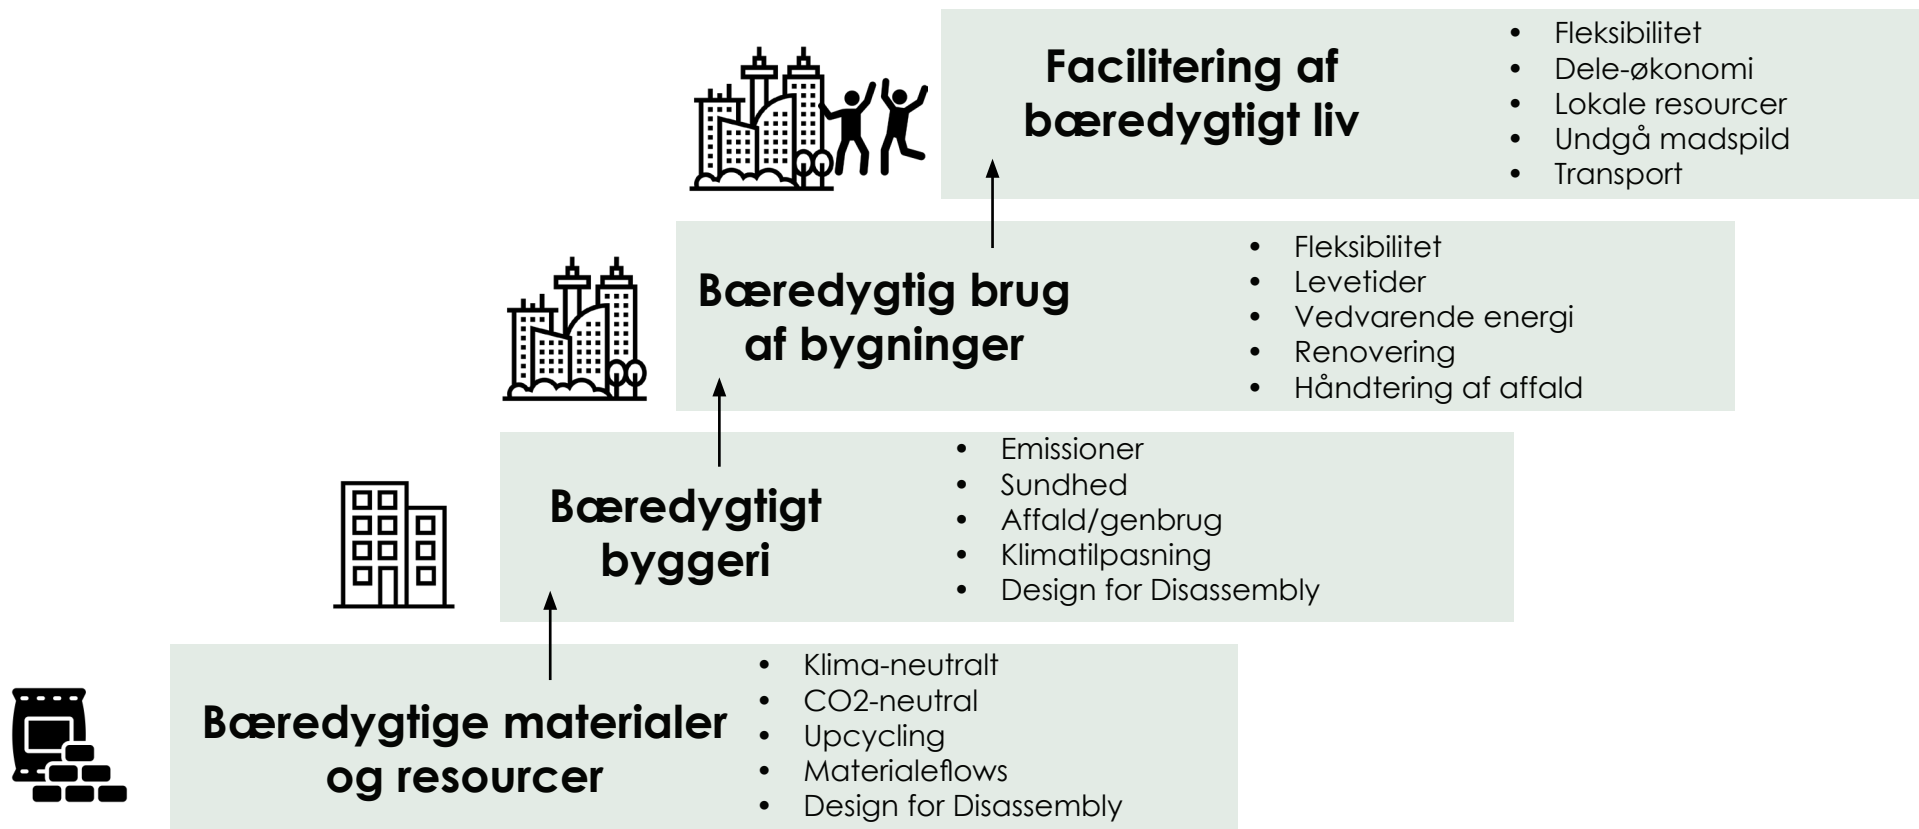 Facilitering af
bæredygtigt liv
• Fleksibilitet
• Dele-økonomi
• Lokale resourcer
• Undgå madspild
• Transport
Bæredygtig brug
af bygninger
• Fleksibilitet
• Levetider
• Vedvarende energi
• Renovering
• Håndtering af affald
Bæredygtigt
byggeri
• Emissioner
• Sundhed
• Affald/genbrug
• Klimatilpasning
• Design for Disassembly
Bæredygtige materialer
og resourcer
• Klima-neutralt
• CO2-neutral
• Upcycling
• Materialeflows
• Design for Disassembly